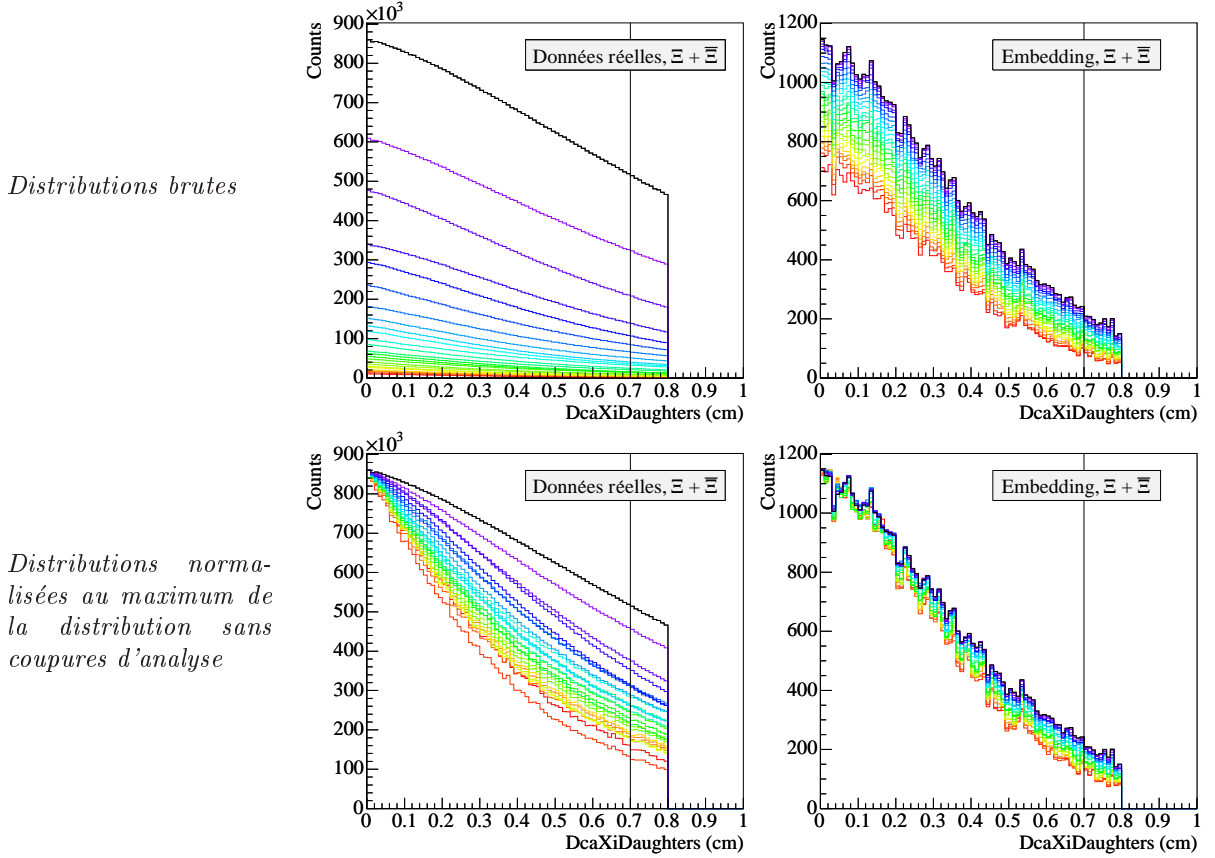 Distributions brutes
×10³
Counts
900
800
700
600
500
400
300
200
100
0
Données réelles, Ξ + Ξ̅
0 0.1 0.2 0.3 0.4 0.5 0.6 0.7 0.8 0.9 1
DcaXiDaughters (cm)
Counts
1200
1000
800
600
400
200
0
Embedding, Ξ + Ξ̅
0 0.1 0.2 0.3 0.4 0.5 0.6 0.7 0.8 0.9 1
DcaXiDaughters (cm)
Distributions norma-
lisées au maximum de
la distribution sans
coupures d'analyse
×10³
Counts
900
800
700
600
500
400
300
200
100
0
Données réelles, Ξ + Ξ̅
0 0.1 0.2 0.3 0.4 0.5 0.6 0.7 0.8 0.9 1
DcaXiDaughters (cm)
Counts
1200
1000
800
600
400
200
0
Embedding, Ξ + Ξ̅
0 0.1 0.2 0.3 0.4 0.5 0.6 0.7 0.8 0.9 1
DcaXiDaughters (cm)